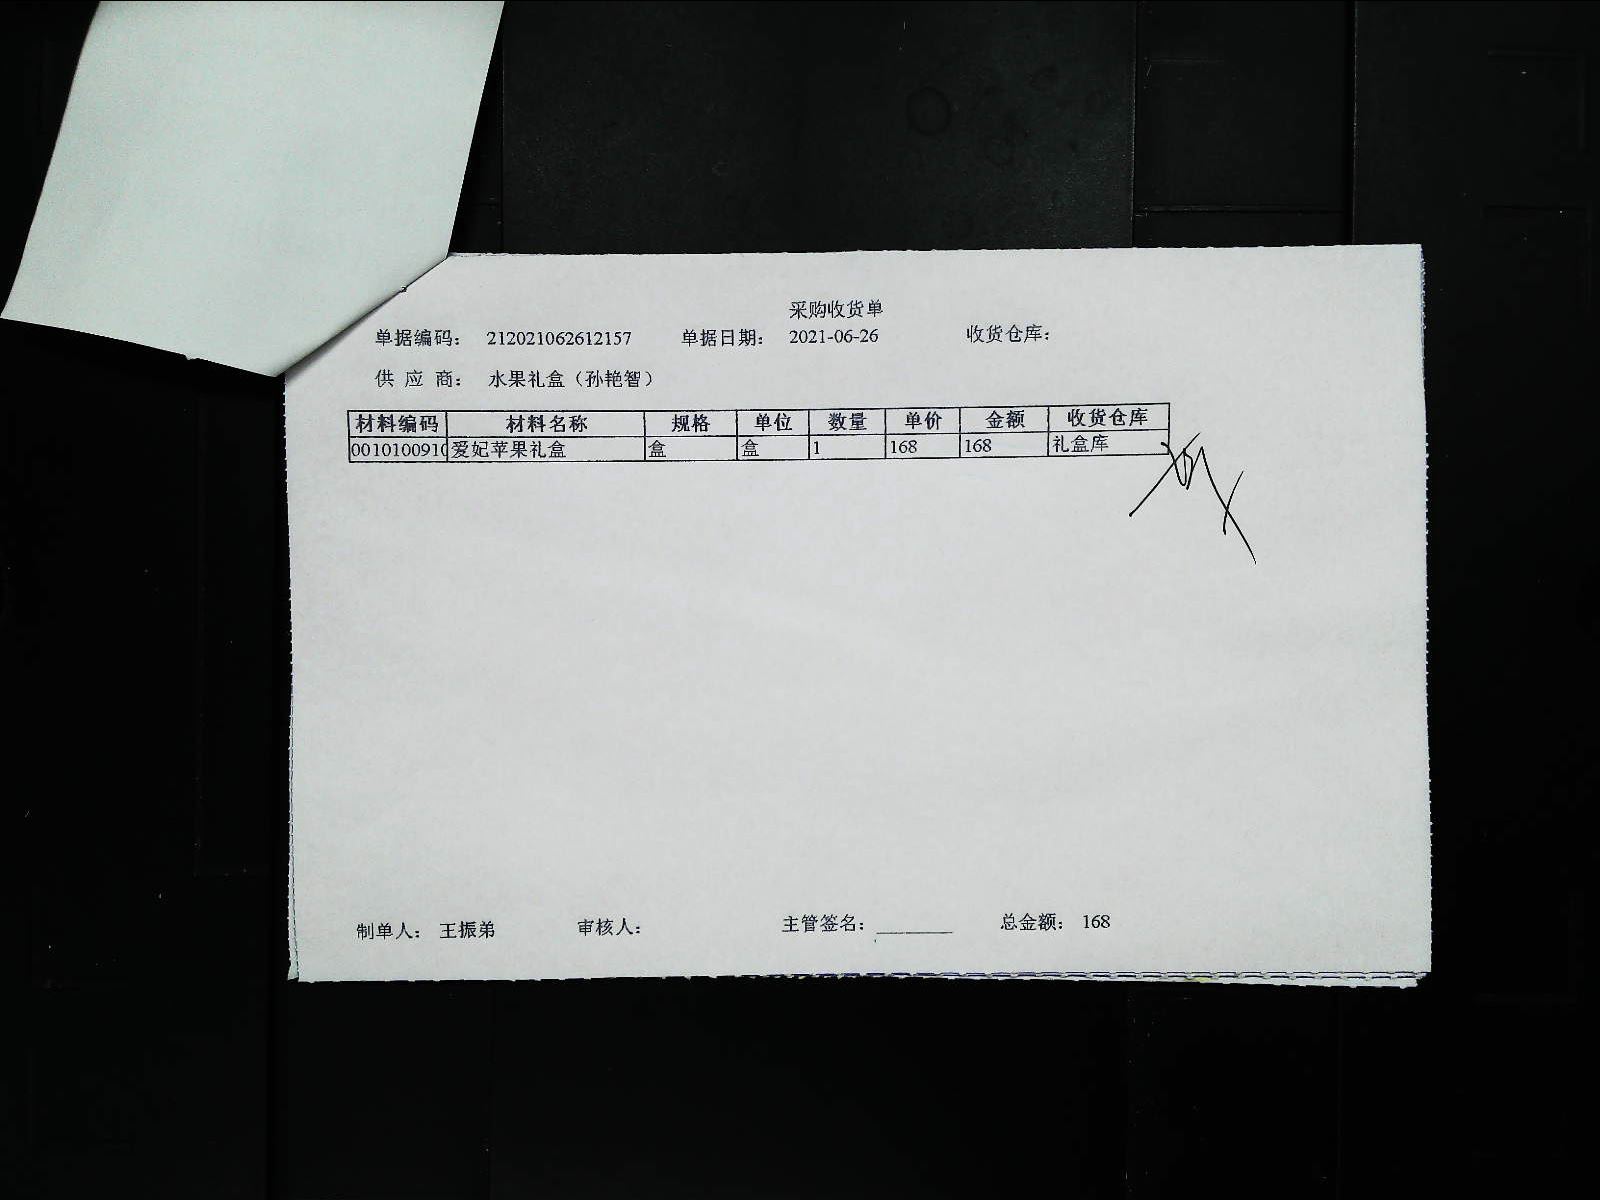 采购收货单
单据编码: 212021062612157 单据日期: 2021-06-26 收货仓库:
供 应 商: 水果礼盒（孙艳智）
材料编码 材料名称 规格 单位 数量 单价 金额 收货仓库
0010100910 爱妃苹果礼盒 盒 盒 1 168 168 礼盒库
制单人: 王振弟 审核人: 主管签名: 总金额: 168